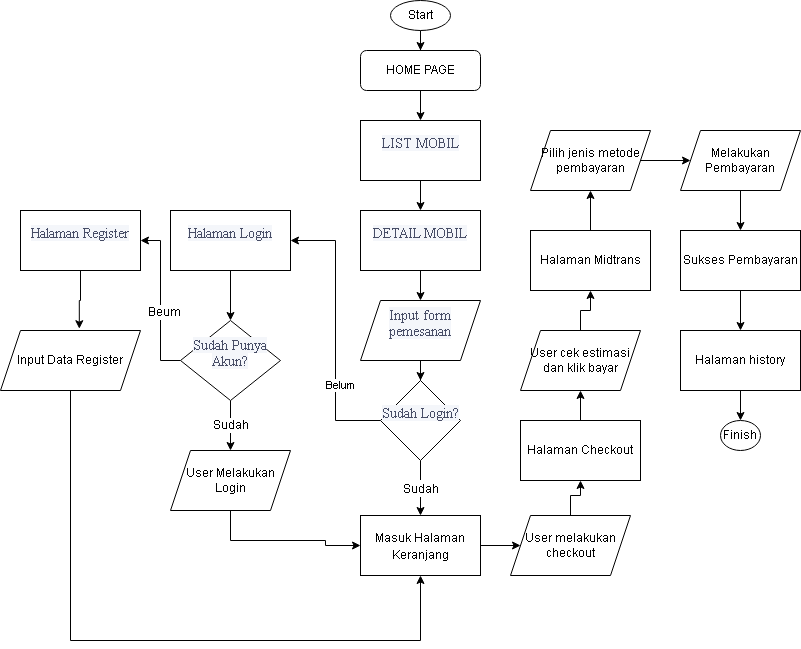 Start
HOME PAGE
LIST MOBIL
DETAIL MOBIL
Input form
pemesanan
Sudah Login?
Belum
Halaman Login
Sudah Punya
Akun?
Beum
Halaman Register
Input Data Register
Sudah
User Melakukan
Login
Sudah
Masuk Halaman
Keranjang
User melakukan
checkout
Halaman Checkout
User cek estimasi
dan klik bayar
Halaman Midtrans
Pilih jenis metode
pembayaran
Melakukan
Pembayaran
Sukses Pembayaran
Halaman history
Finish